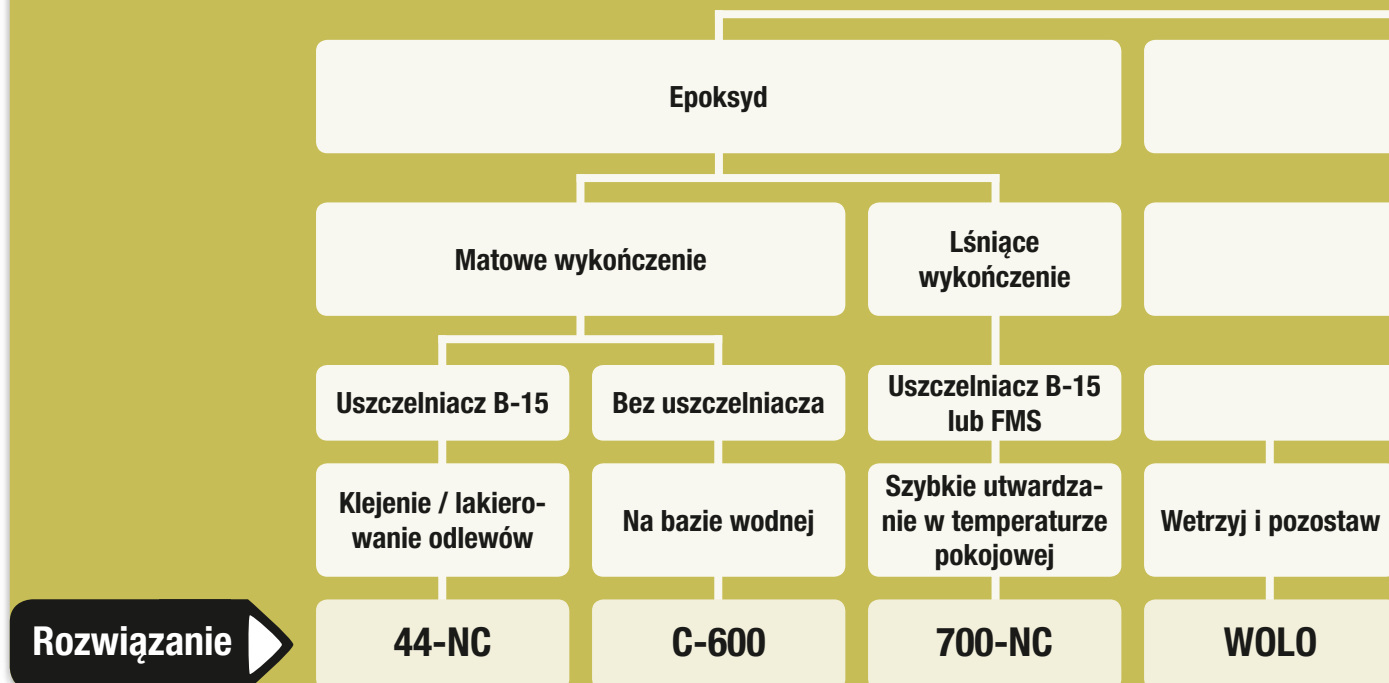 Epoksyd
Matowe wykończenie
Lśniące
wykończenie
Uszczelniacz B-15
Bez uszczelniacza
Uszczelniacz B-15
lub FMS
Klejenie / lakiero-
wanie odlewów
Na bazie wodnej
Szybkie utwardza-
nie w temperaturze
pokojowej
Wetrzyj i pozostaw
Rozwiązanie
44-NC
C-600
700-NC
WOLO